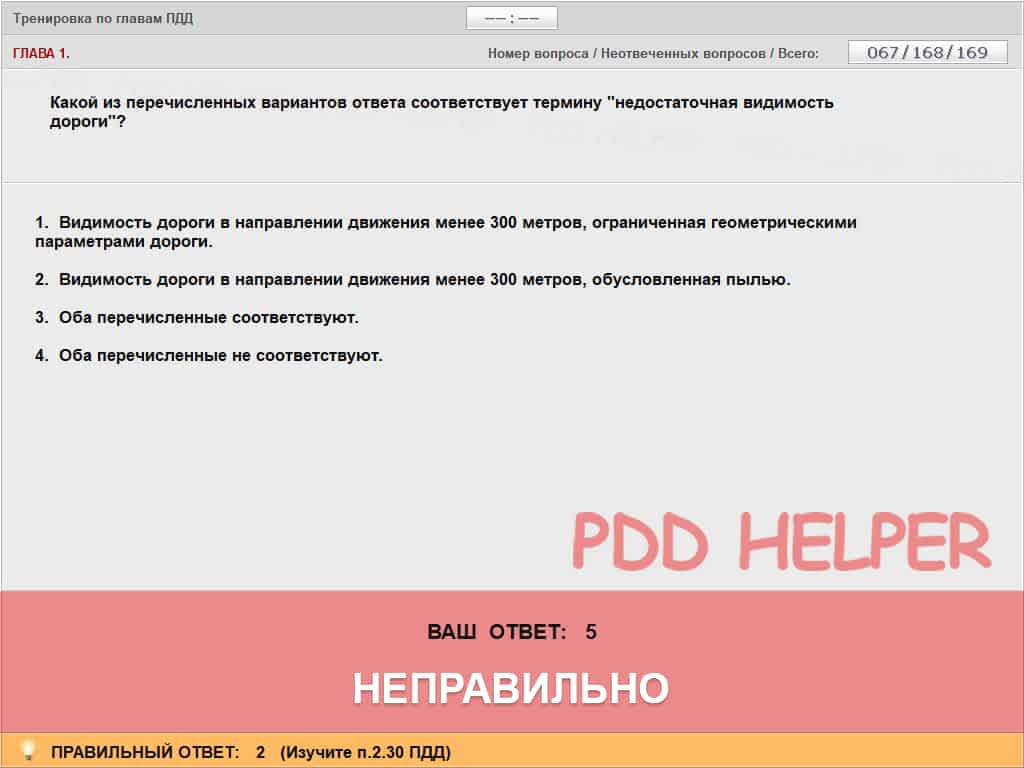 Тренировка по главам ПДД
–– : ––
ГЛАВА 1.
Номер вопроса / Неотвеченных вопросов / Всего:
067/168/169
Какой из перечисленных вариантов ответа соответствует термину "недостаточная видимость
дороги"?
1. Видимость дороги в направлении движения менее 300 метров, ограниченная геометрическими
параметрами дороги.
2. Видимость дороги в направлении движения менее 300 метров, обусловленная пылью.
3. Оба перечисленные соответствуют.
4. Оба перечисленные не соответствуют.
PDD HELPER
ВАШ ОТВЕТ: 5
НЕПРАВИЛЬНО
ПРАВИЛЬНЫЙ ОТВЕТ: 2 (Изучите п.2.30 ПДД)